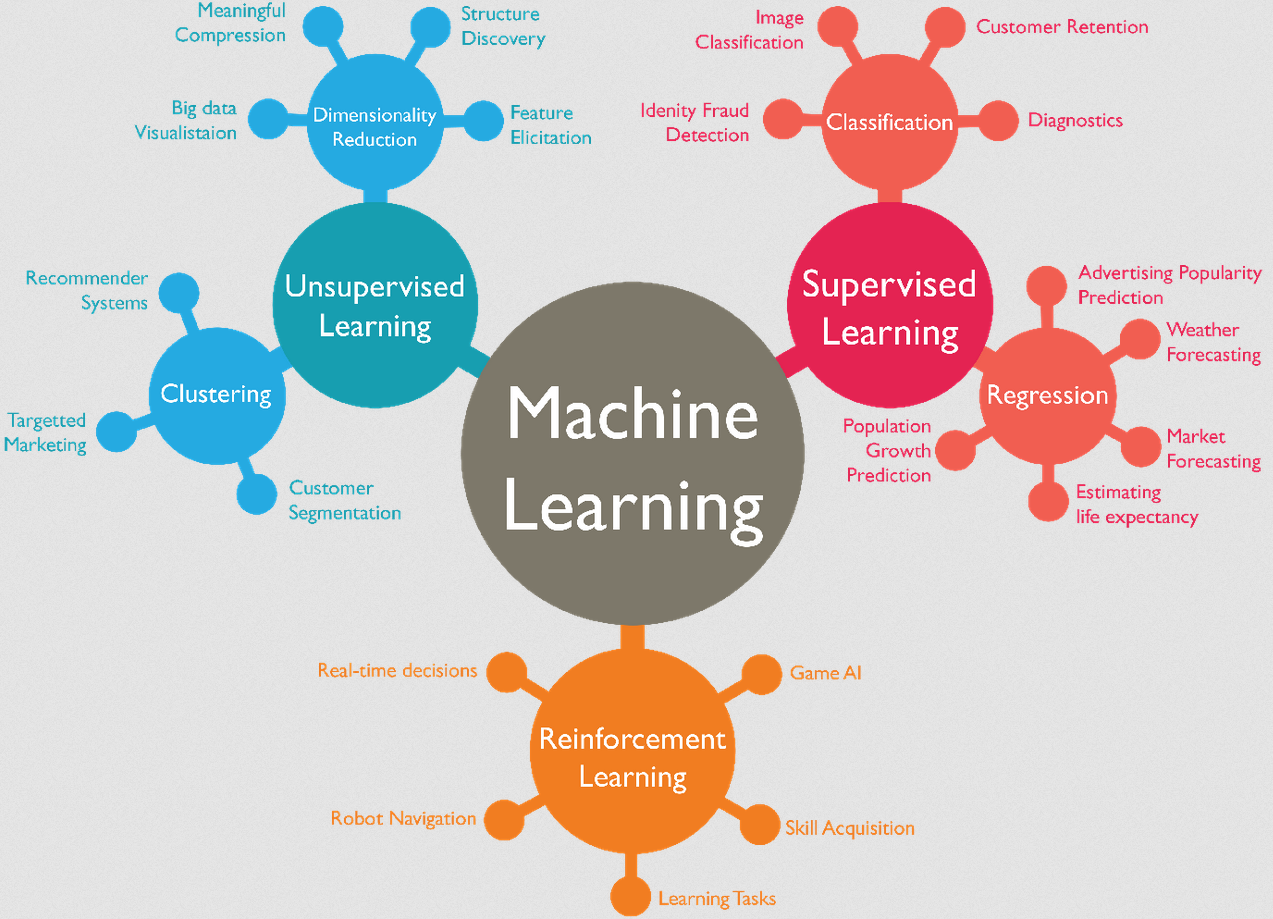 Meaningful
Compression
Structure
Discovery
Big data
Visualistaion
Dimensionality
Reduction
Feature
Elicitation
Image
Classification
Customer Retention
Idenity Fraud
Detection
Classification
Diagnostics
Unsupervised
Learning
Recommender
Systems
Clustering
Targetted
Marketing
Customer
Segmentation
Supervised
Learning
Advertising Popularity
Prediction
Weather
Forecasting
Regression
Population
Growth
Prediction
Market
Forecasting
Estimating
life expectancy
Machine
Learning
Real-time decisions
Game AI
Reinforcement
Learning
Robot Navigation
Skill Acquisition
Learning Tasks